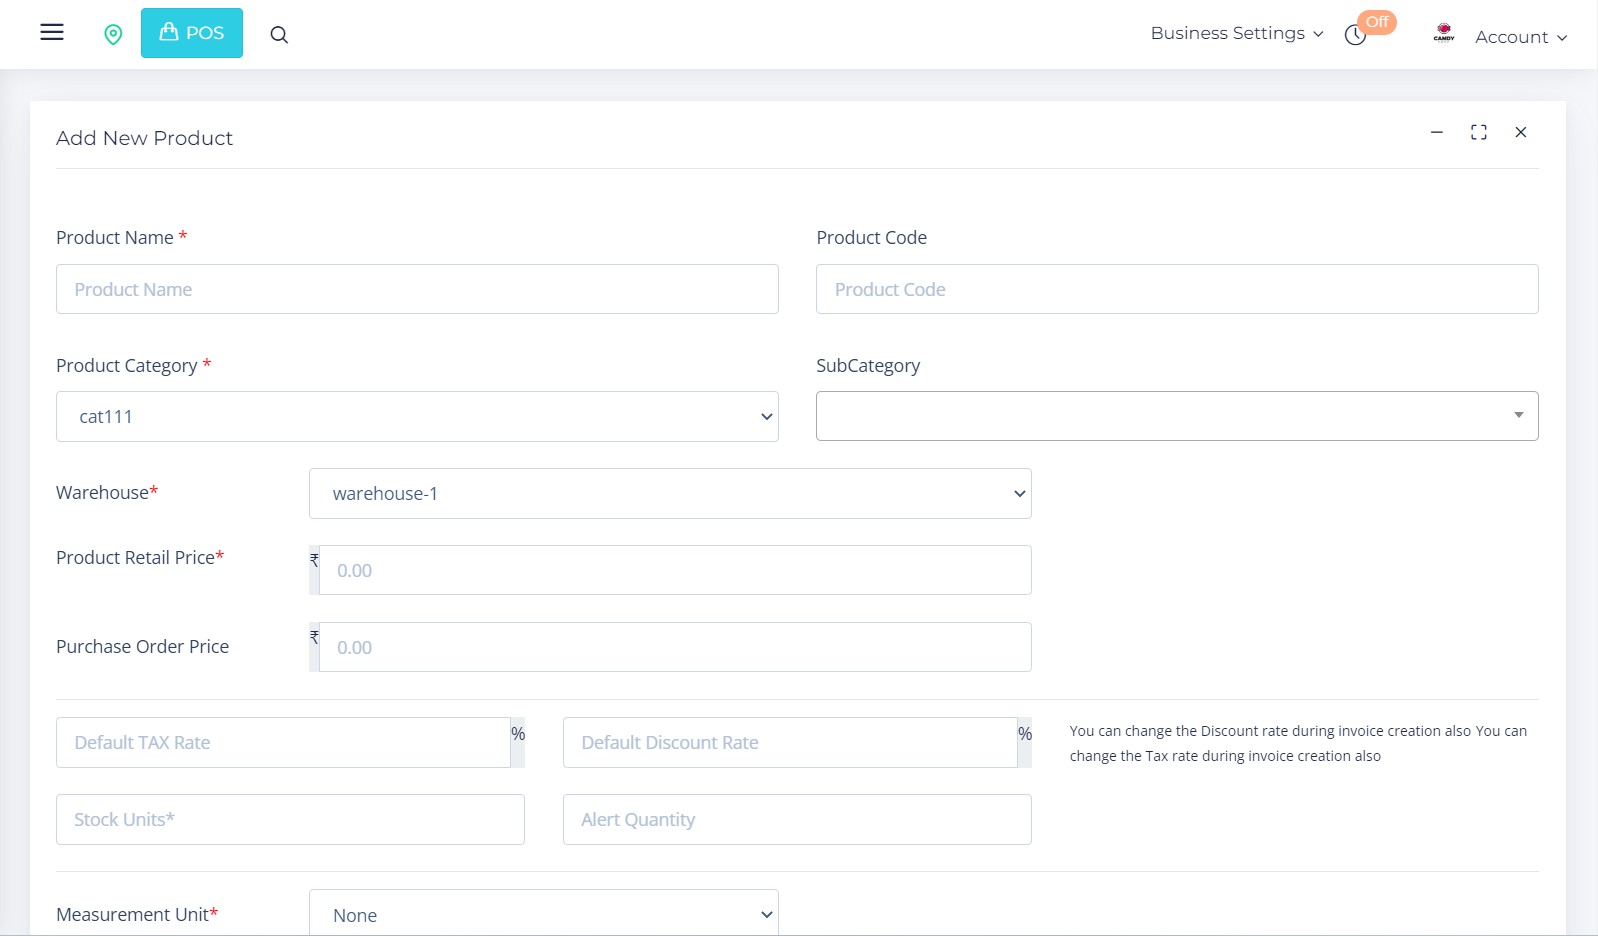 POS
Business Settings
Off
CANDY
Account
Add New Product
Product Name *
Product Code
Product Name
Product Code
Product Category *
SubCategory
cat111
Warehouse*
warehouse-1
Product Retail Price*
₹
0.00
Purchase Order Price
₹
0.00
Default TAX Rate
%
Default Discount Rate
%
You can change the Discount rate during invoice creation also You can
change the Tax rate during invoice creation also
Stock Units*
Alert Quantity
Measurement Unit*
None